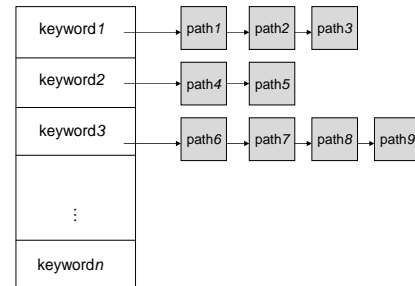 keyword1 path1 path2 path3
keyword2 path4 path5
keyword3 path6 path7 path8 path9
⋮
keywordn